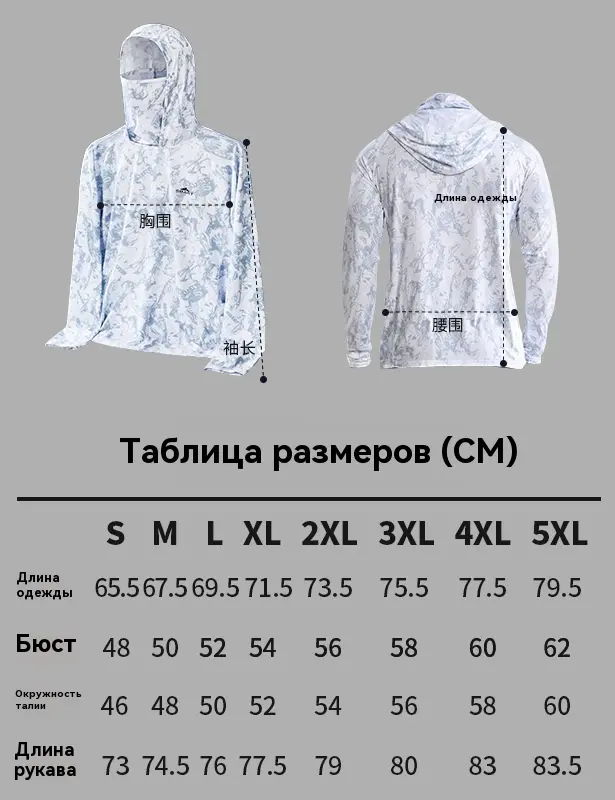 胸围
袖长
Длина одежды
腰围
Таблица размеров (СМ)
S M L XL 2XL 3XL 4XL 5XL
Длина
одежды 65.5 67.5 69.5 71.5 73.5 75.5 77.5 79.5
Бюст 48 50 52 54 56 58 60 62
Окружность
талии 46 48 50 52 54 56 58 60
Длина
рукава 73 74.5 76 77.5 79 80 83 83.5